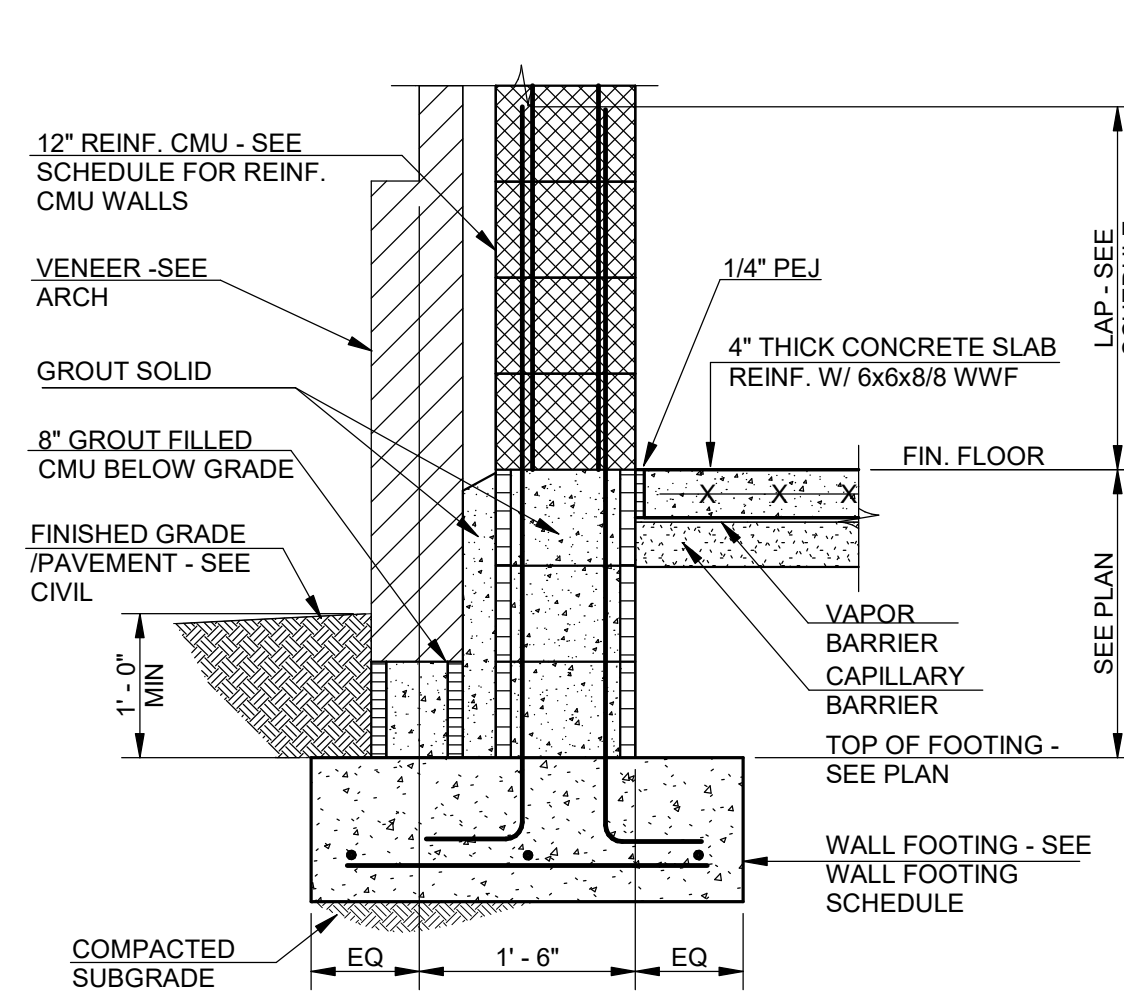 12" REINF. CMU - SEE
SCHEDULE FOR REINF.
CMU WALLS
VENEER -SEE
ARCH
GROUT SOLID
8" GROUT FILLED
CMU BELOW GRADE
FINISHED GRADE
/PAVEMENT - SEE
CIVIL
1' - 0"
MIN
COMPACTED
SUBGRADE
EQ
1' - 6"
EQ
1/4" PEJ
4" THICK CONCRETE SLAB
REINF. W/ 6x6x8/8 WWF
FIN. FLOOR
X X X
VAPOR
BARRIER
CAPILLARY
BARRIER
TOP OF FOOTING -
SEE PLAN
WALL FOOTING - SEE
WALL FOOTING
SCHEDULE
LAP - SEE
SEE PLAN